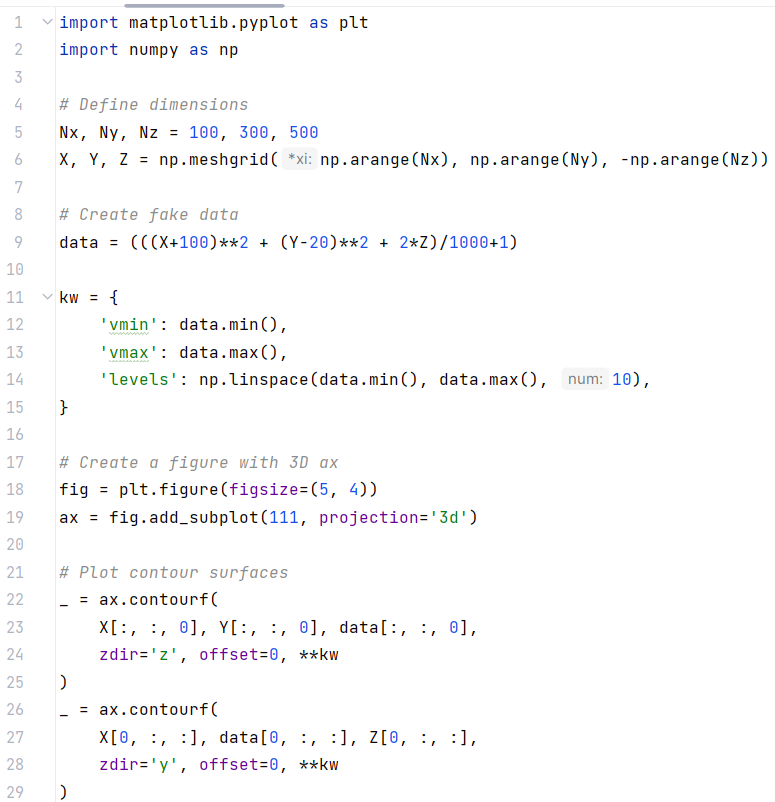 1 import matplotlib.pyplot as plt
2 import numpy as np
3
4 # Define dimensions
5 Nx, Ny, Nz = 100, 300, 500
6 X, Y, Z = np.meshgrid( *xi: np.arange(Nx), np.arange(Ny), -np.arange(Nz))
7
8 # Create fake data
9 data = (((X+100)**2 + (Y-20)**2 + 2*Z)/1000+1)
10
11 kw = {
12     'vmin': data.min(),
13     'vmax': data.max(),
14     'levels': np.linspace(data.min(), data.max(), num: 10),
15 }
16
17 # Create a figure with 3D ax
18 fig = plt.figure(figsize=(5, 4))
19 ax = fig.add_subplot(111, projection='3d')
20
21 # Plot contour surfaces
22 _ = ax.contourf(
23     X[:, :, 0], Y[:, :, 0], data[:, :, 0],
24     zdir='z', offset=0, **kw
25 )
26 _ = ax.contourf(
27     X[0, :, :], data[0, :, :], Z[0, :, :],
28     zdir='y', offset=0, **kw
29 )